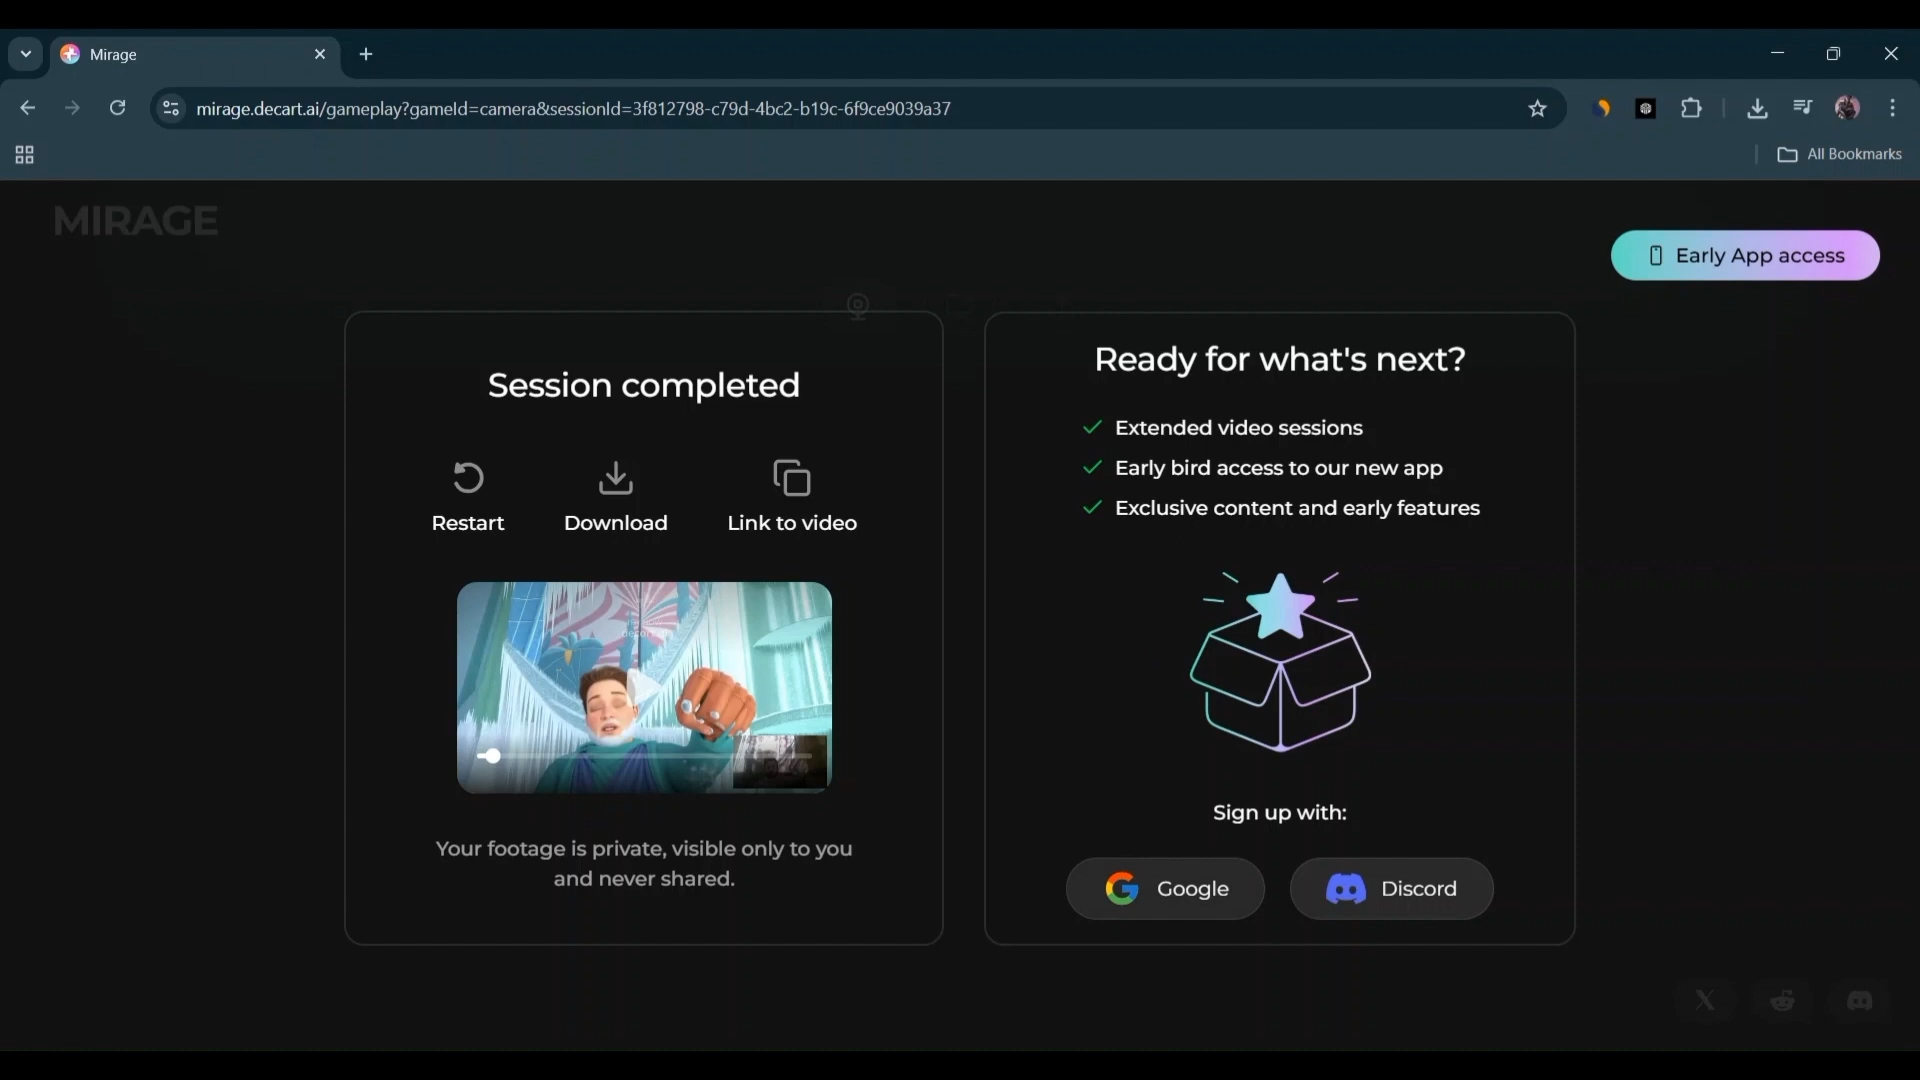 Mirage
mirage.decart.ai/gameplay?gameId=camera&sessionId=3f812798-c79d-4bc2-b19c-6f9ce9039a37
All Bookmarks
MIRAGE
Early App access
Session completed
Restart
Download
Link to video
Your footage is private, visible only to you
and never shared.
Ready for what's next?
Extended video sessions
Early bird access to our new app
Exclusive content and early features
Sign up with:
Google
Discord